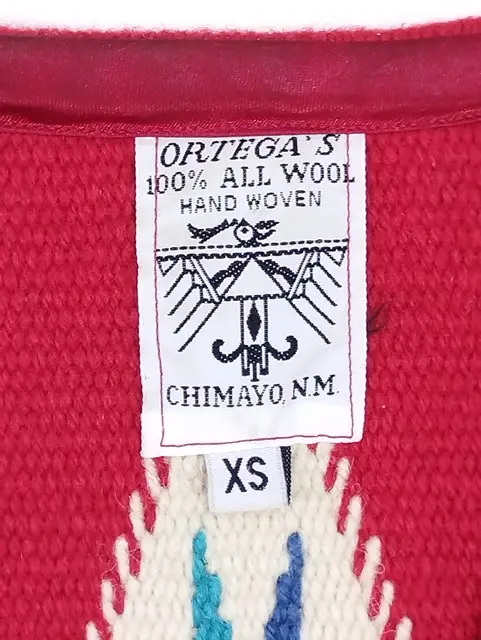 ORTEGA'S
100% ALL WOOL
HAND WOVEN
CHIMAYO, N.M.
XS